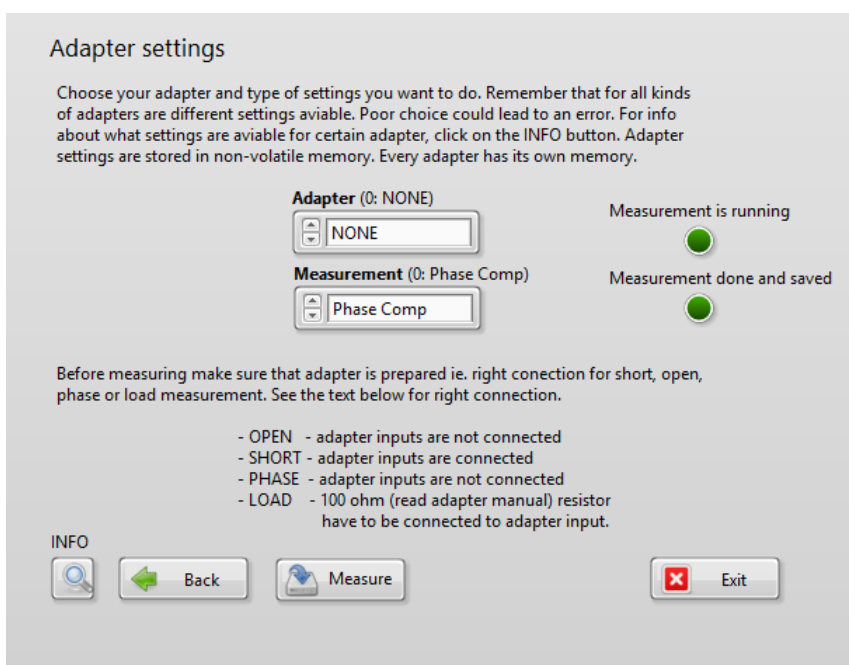 Adapter settings
Choose your adapter and type of settings you want to do. Remember that for all kinds
of adapters are different settings aviable. Poor choice could lead to an error. For info
about what settings are aviable for certain adapter, click on the INFO button. Adapter
settings are stored in non-volatile memory. Every adapter has its own memory.
Adapter (0: NONE)
NONE
Measurement is running
Measurement (0: Phase Comp)
Phase Comp
Measurement done and saved
Before measuring make sure that adapter is prepared ie. right conection for short, open,
phase or load measurement. See the text below for right connection.
- OPEN - adapter inputs are not connected
- SHORT - adapter inputs are connected
- PHASE - adapter inputs are not connected
- LOAD - 100 ohm (read adapter manual) resistor
have to be connected to adapter input.
INFO
Back
Measure
Exit